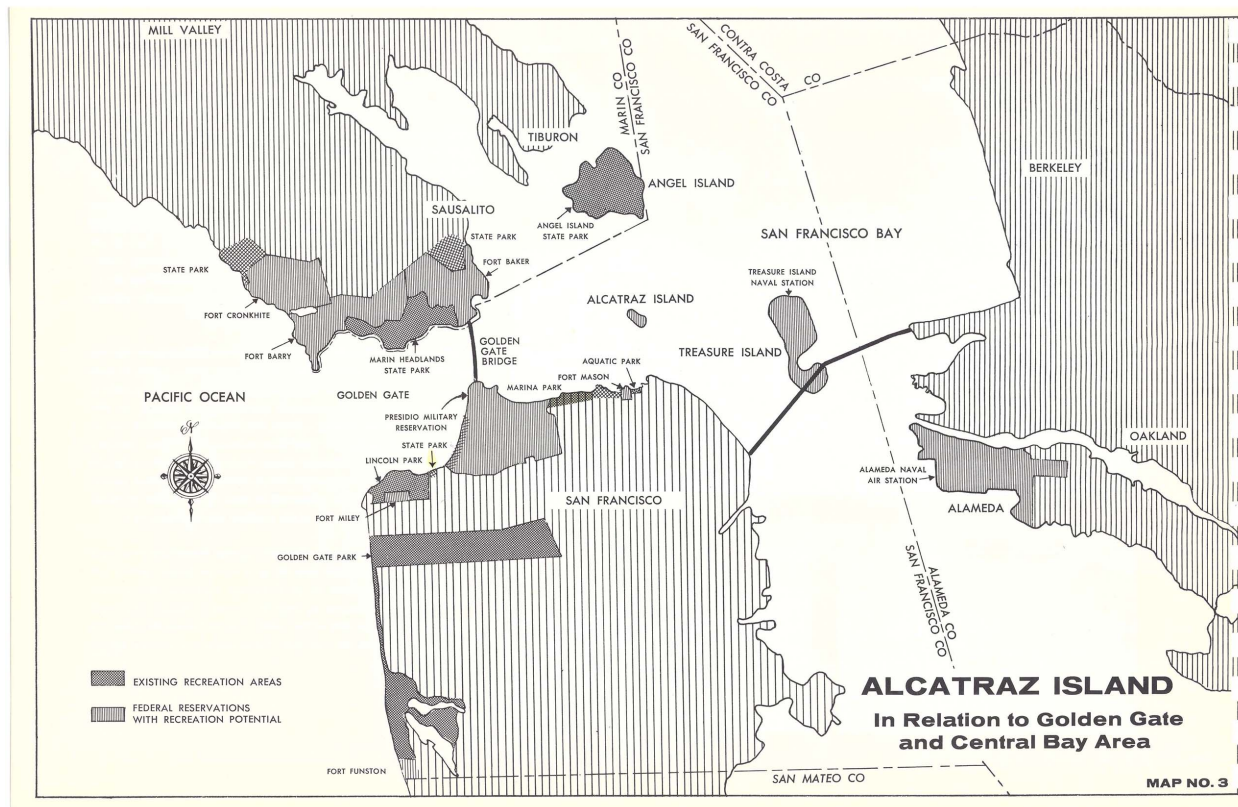 MILL VALLEY
CONTRA COSTA
SAN FRANCISCO CO
CO
MARIN CO
SAN FRANCISCO CO
TIBURON
BERKELEY
ANGEL ISLAND
ANGEL ISLAND
STATE PARK
SAUSALITO
STATE PARK
SAN FRANCISCO BAY
STATE PARK
FORT BAKER
TREASURE ISLAND
NAVAL STATION
ALCATRAZ ISLAND
FORT CRONKHITE
FORT BARRY
MARIN HEADLANDS
STATE PARK
GOLDEN
GATE
BRIDGE
TREASURE ISLAND
AQUATIC PARK
FORT MASON
MARINA PARK
PACIFIC OCEAN
GOLDEN GATE
PRESIDIO MILITARY
RESERVATION
N
STATE PARK
LINCOLN PARK
OAKLAND
ALAMEDA NAVAL
AIR STATION
ALAMEDA
SAN FRANCISCO
FORT MILEY
GOLDEN GATE PARK
ALAMEDA CO
SAN FRANCISCO CO
EXISTING RECREATION AREAS
FEDERAL RESERVATIONS
WITH RECREATION POTENTIAL
ALCATRAZ ISLAND
In Relation to Golden Gate
and Central Bay Area
FORT FUNSTON
SAN MATEO CO
MAP NO. 3